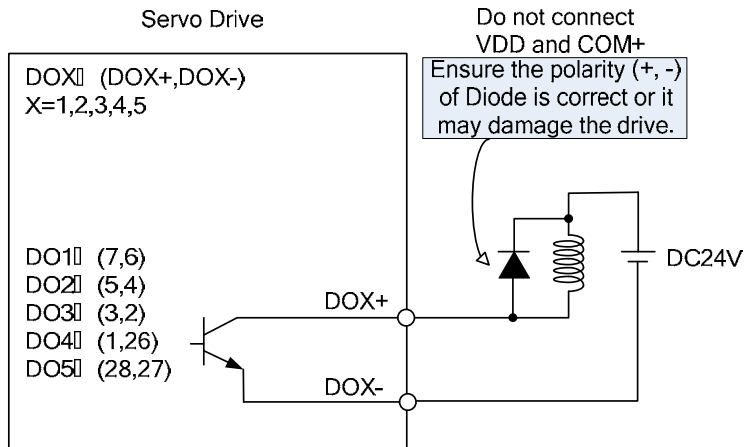 Servo Drive
Do not connect
VDD and COM+
Ensure the polarity (+, -)
of Diode is correct or it
may damage the drive.
DOX▯ (DOX+,DOX-)
X=1,2,3,4,5
DO1▯ (7,6)
DO2▯ (5,4)
DO3▯ (3,2)
DO4▯ (1,26)
DO5▯ (28,27)
DOX+
DOX-
DC24V